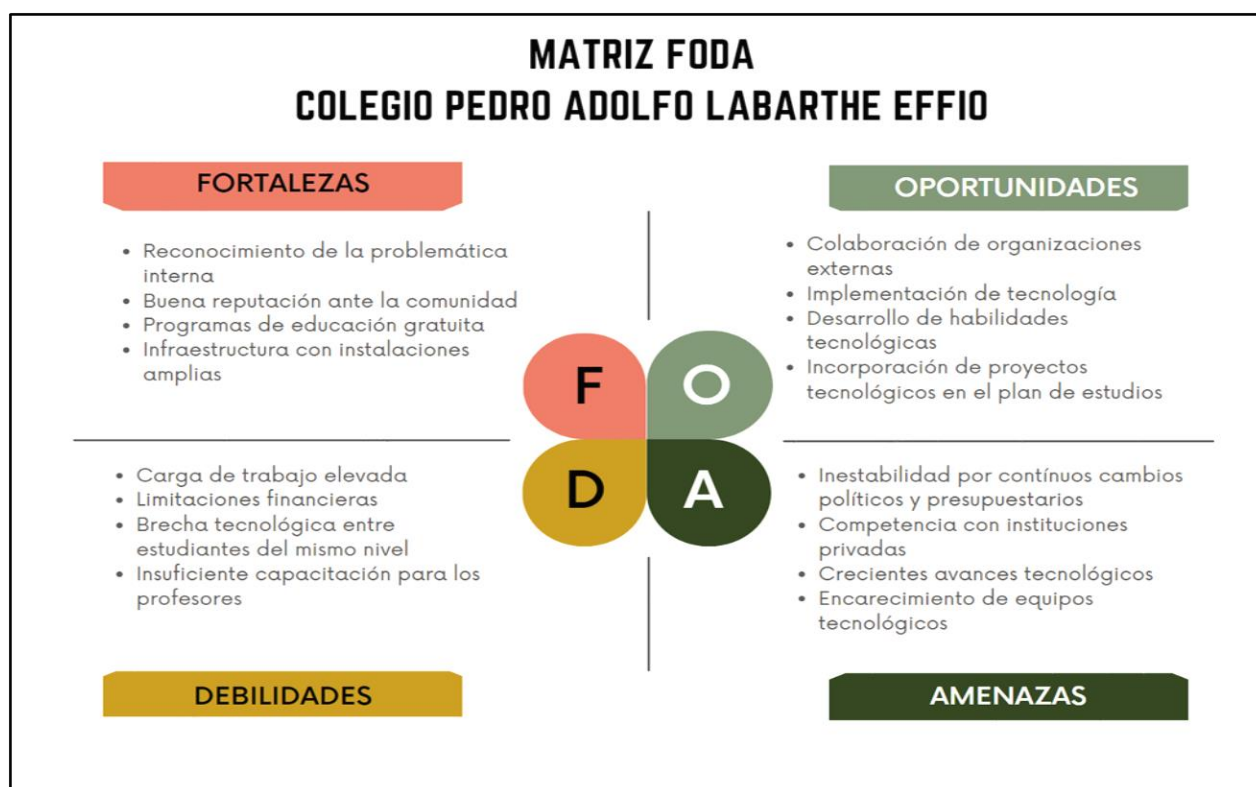 MATRIZ FODA
COLEGIO PEDRO ADOLFO LABARTHE EFFIO
FORTALEZAS
• Reconocimiento de la problemática
interna
• Buena reputación ante la comunidad
• Programas de educación gratuita
• Infraestructura con instalaciones
amplias
OPORTUNIDADES
• Colaboración de organizaciones
externas
• Implementación de tecnología
• Desarrollo de habilidades
tecnológicas
• Incorporación de proyectos
tecnológicos en el plan de estudios
F
O
D
A
• Carga de trabajo elevada
• Limitaciones financieras
• Brecha tecnológica entre
estudiantes del mismo nivel
• Insuficiente capacitación para los
profesores
DEBILIDADES
• Inestabilidad por contínuos cambios
políticos y presupuestarios
• Competencia con instituciones
privadas
• Crecientes avances tecnológicos
• Encarecimiento de equipos
tecnológicos
AMENAZAS